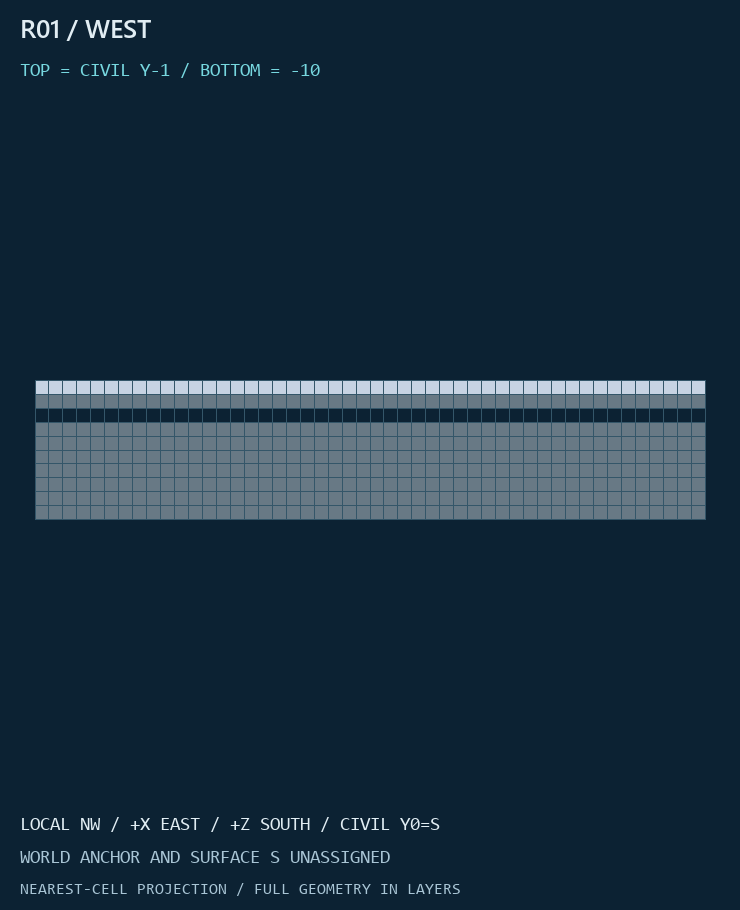 R01 / WEST
TOP = CIVIL Y-1 / BOTTOM = -10
LOCAL NW / +X EAST / +Z SOUTH / CIVIL Y0=S
WORLD ANCHOR AND SURFACE S UNASSIGNED
NEAREST-CELL PROJECTION / FULL GEOMETRY IN LAYERS